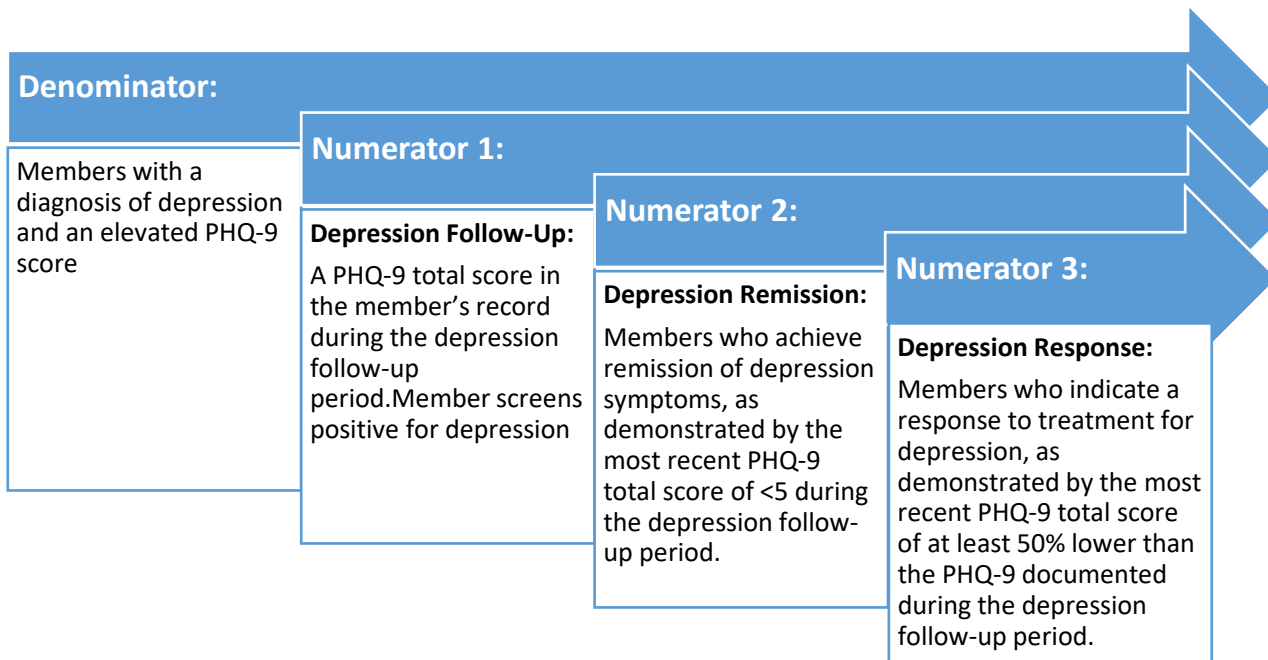 Denominator:
Members with a
diagnosis of depression
and an elevated PHQ-9
score
Numerator 1:
Depression Follow-Up:
A PHQ-9 total score in
the member’s record
during the depression
follow-up
period.Member screens
positive for depression
Numerator 2:
Depression Remission:
Members who achieve
remission of depression
symptoms, as
demonstrated by the
most recent PHQ-9
total score of <5 during
the depression follow-
up period.
Numerator 3:
Depression Response:
Members who indicate a
response to treatment for
depression, as
demonstrated by the most
recent PHQ-9 total score
of at least 50% lower than
the PHQ-9 documented
during the depression
follow-up period.